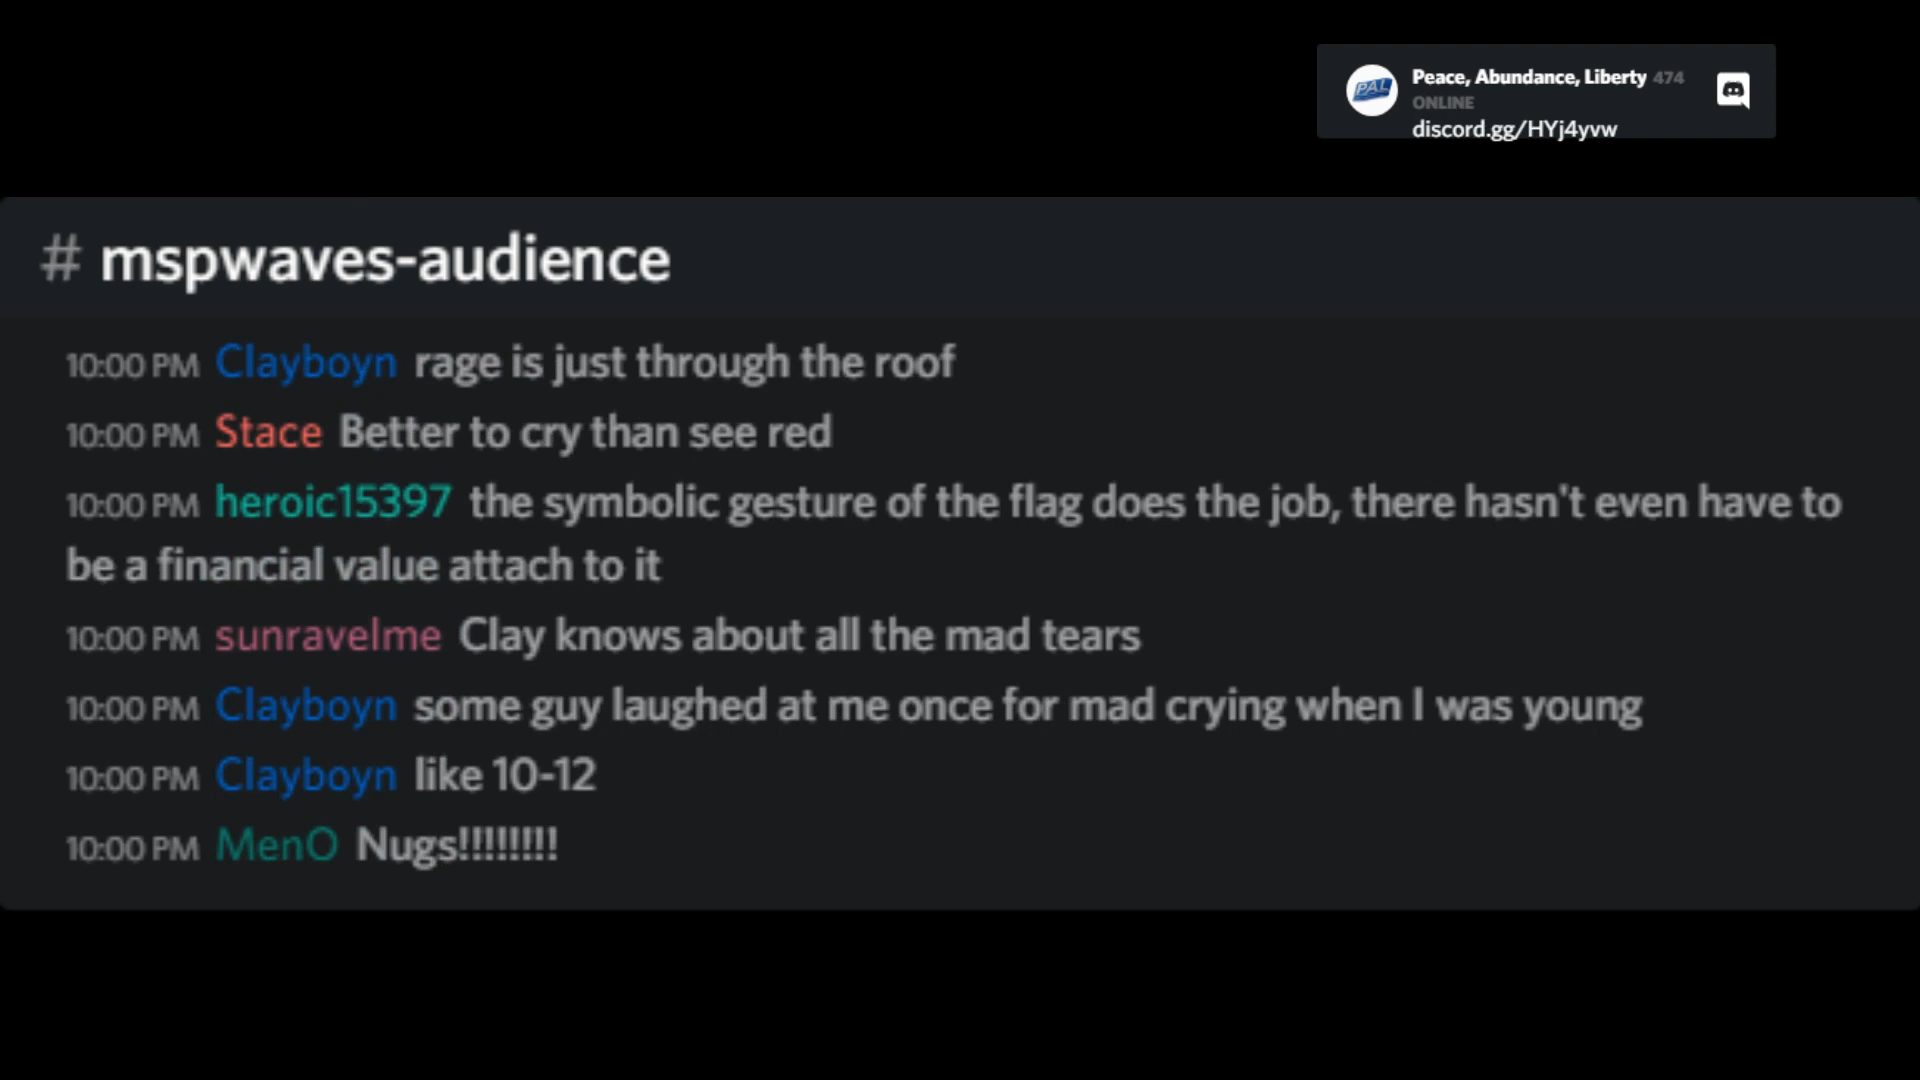 PAL
Peace, Abundance, Liberty 474
ONLINE
discord.gg/HYj4yvw
# mspwaves-audience
10:00 PM Clayboyn rage is just through the roof
10:00 PM Stace Better to cry than see red
10:00 PM heroic15397 the symbolic gesture of the flag does the job, there hasn't even have to
be a financial value attach to it
10:00 PM sunravelme Clay knows about all the mad tears
10:00 PM Clayboyn some guy laughed at me once for mad crying when I was young
10:00 PM Clayboyn like 10-12
10:00 PM MenO Nugs!!!!!!!!!